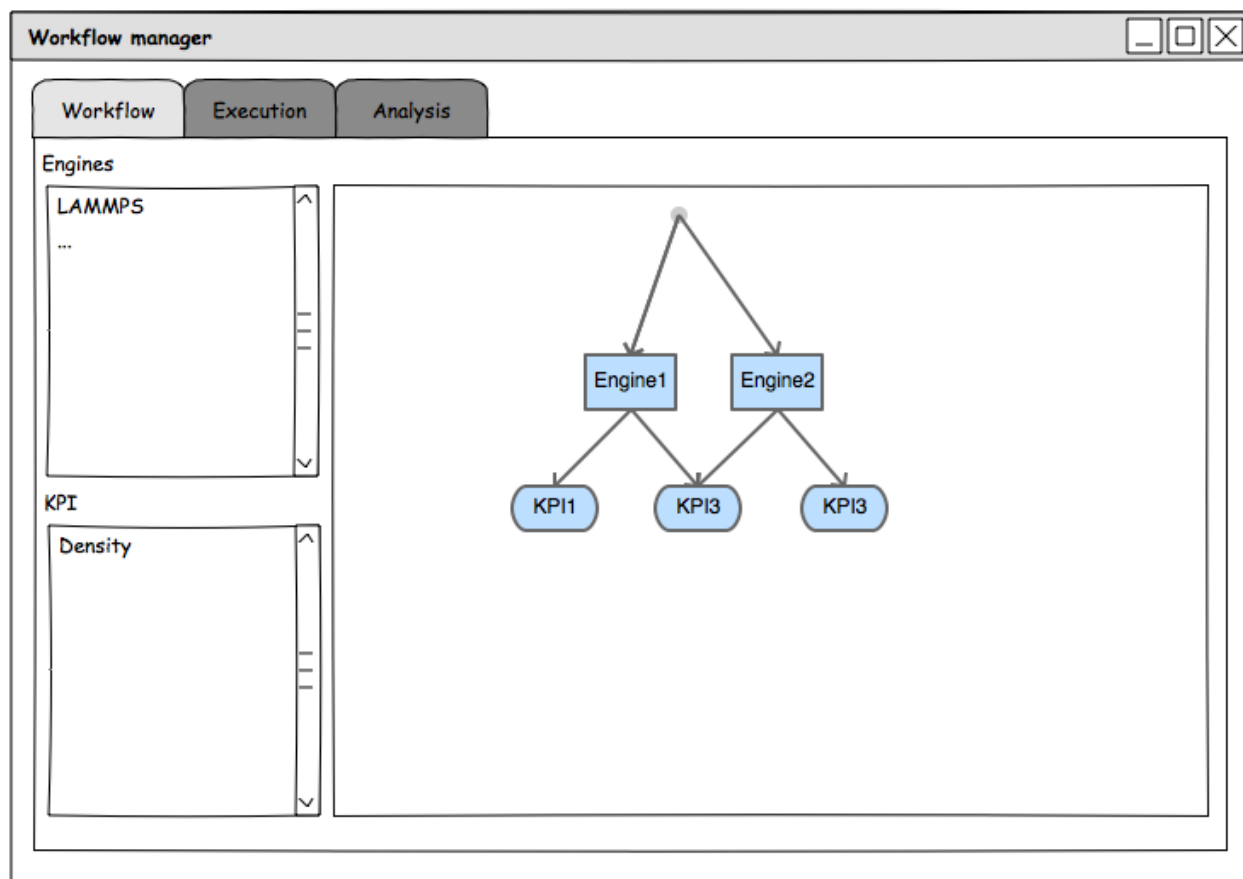 Workflow manager
Workflow Execution Analysis
Engines
LAMMPS
...
Engine1 Engine2
KPI1 KPI3 KPI3
KPI
Density